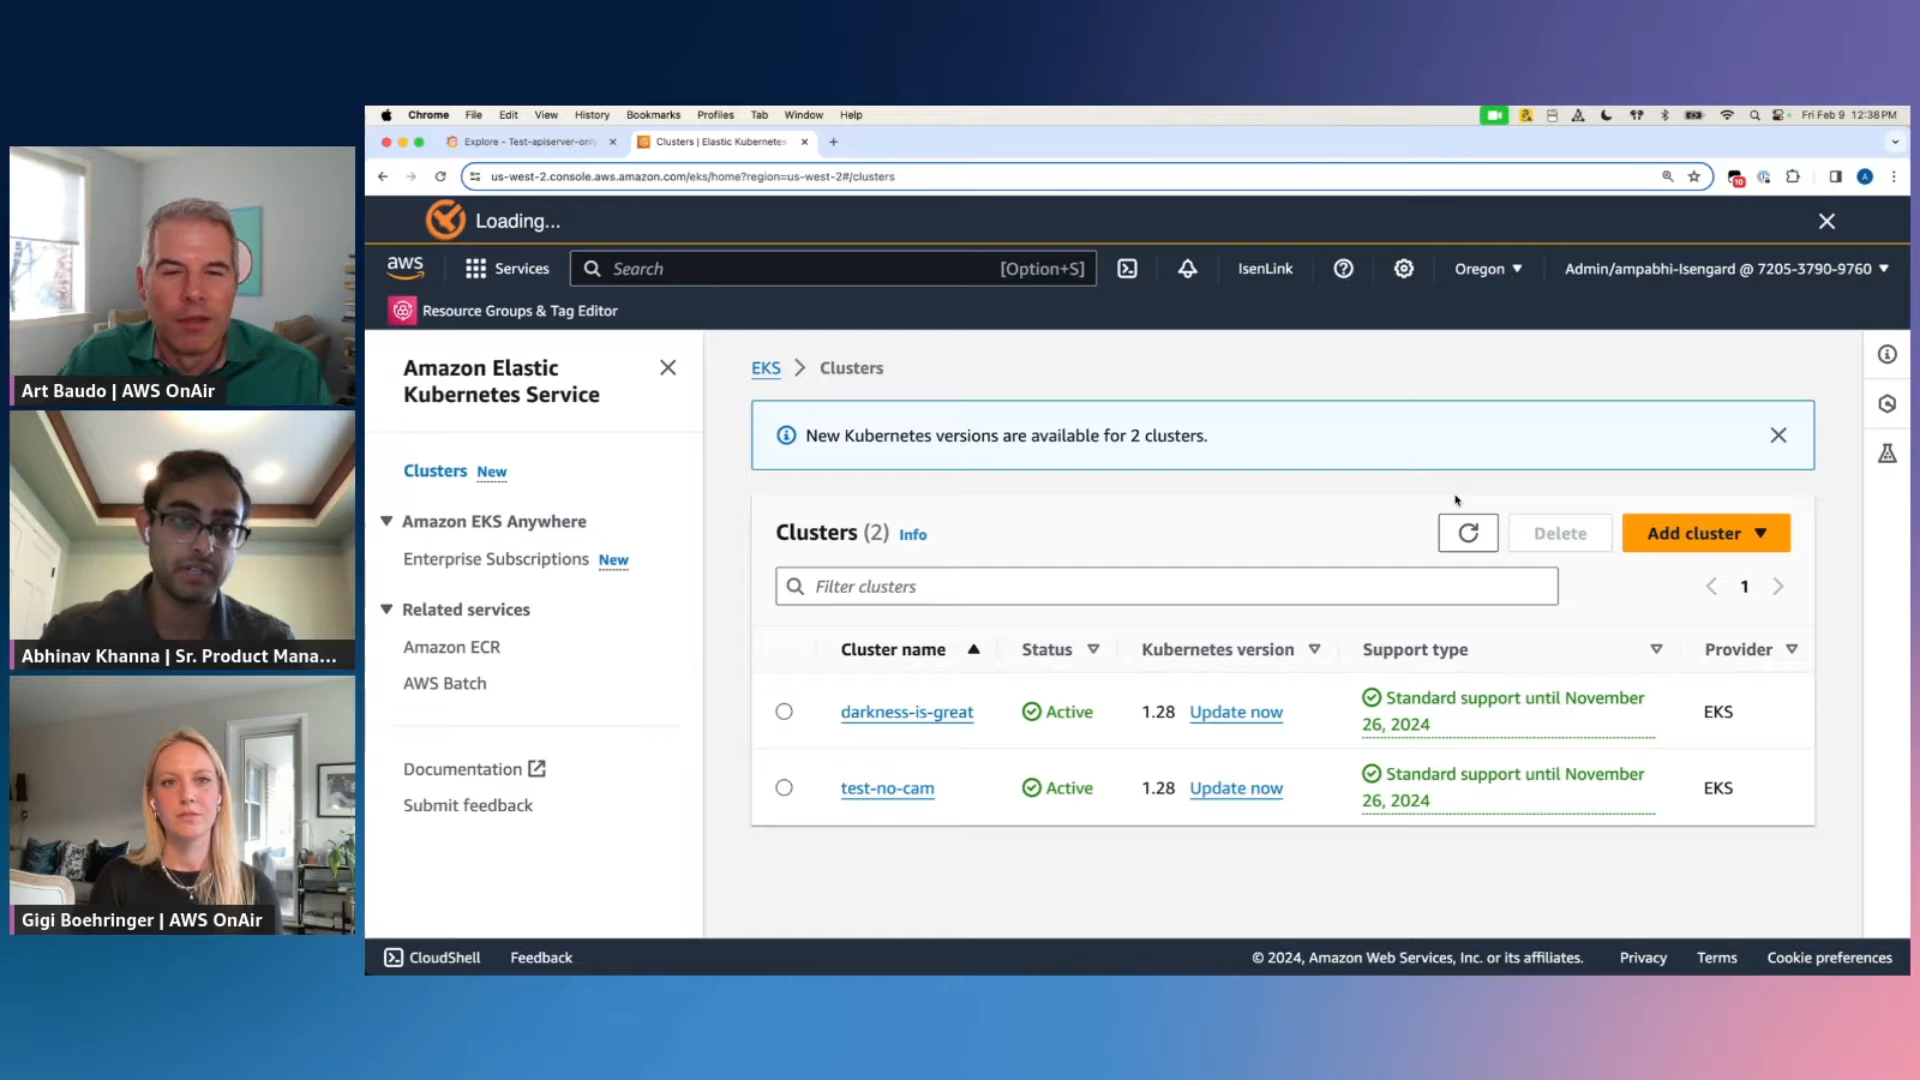 Chrome File Edit View History Bookmarks Profiles Tab Window Help Fri Feb 9 12:38 PM
Explore - Test-apiserver-only Clusters | Elastic Kubernetes
us-west-2.console.aws.amazon.com/eks/home?region=us-west-2#/clusters 10 A
Loading...
aws Services Search [Option+S] IsenLink Oregon Admin/ampabhi-Isengard @ 7205-3790-9760
Resource Groups & Tag Editor
Amazon Elastic
Kubernetes Service
Clusters New
Amazon EKS Anywhere
Enterprise Subscriptions New
Related services
Amazon ECR
AWS Batch
Documentation
Submit feedback
EKS Clusters
New Kubernetes versions are available for 2 clusters.
Clusters (2) Info Delete Add cluster
Filter clusters 1
Cluster name Status Kubernetes version Support type Provider
darkness-is-great Active 1.28 Update now Standard support until November
26, 2024 EKS
test-no-cam Active 1.28 Update now Standard support until November
26, 2024 EKS
CloudShell Feedback © 2024, Amazon Web Services, Inc. or its affiliates. Privacy Terms Cookie preferences
Art Baudo | AWS OnAir
Abhinav Khanna | Sr. Product Mana...
Gigi Boehringer | AWS OnAir